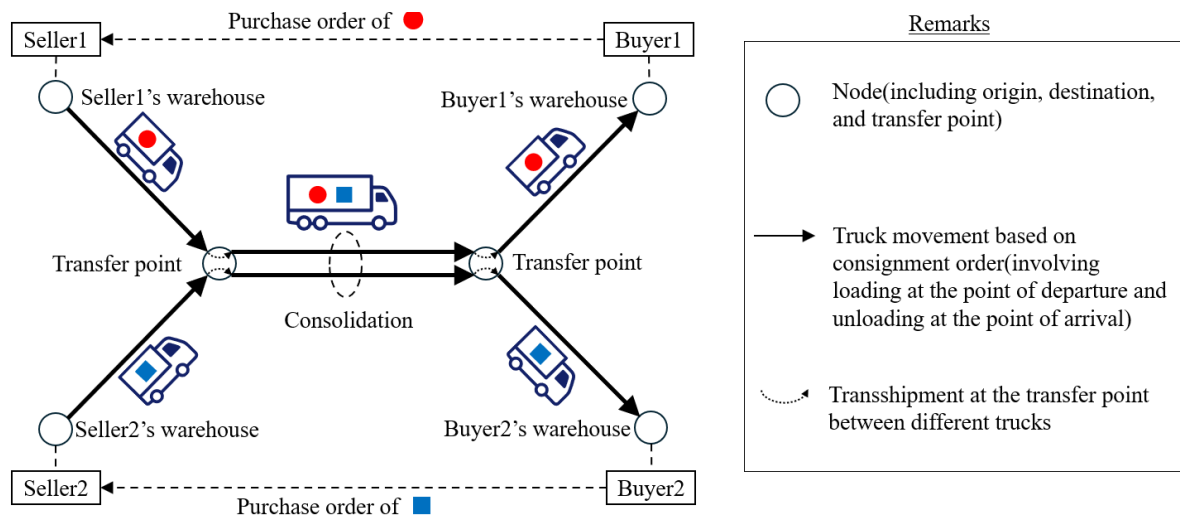 Purchase order of
Seller1
Buyer1
Seller1's warehouse
Buyer1's warehouse
Transfer point
Transfer point
Consolidation
Seller2's warehouse
Buyer2's warehouse
Seller2
Buyer2
Purchase order of
Remarks
Node(including origin, destination,
and transfer point)
Truck movement based on
consignment order(involving
loading at the point of departure and
unloading at the point of arrival)
Transshipment at the transfer point
between different trucks